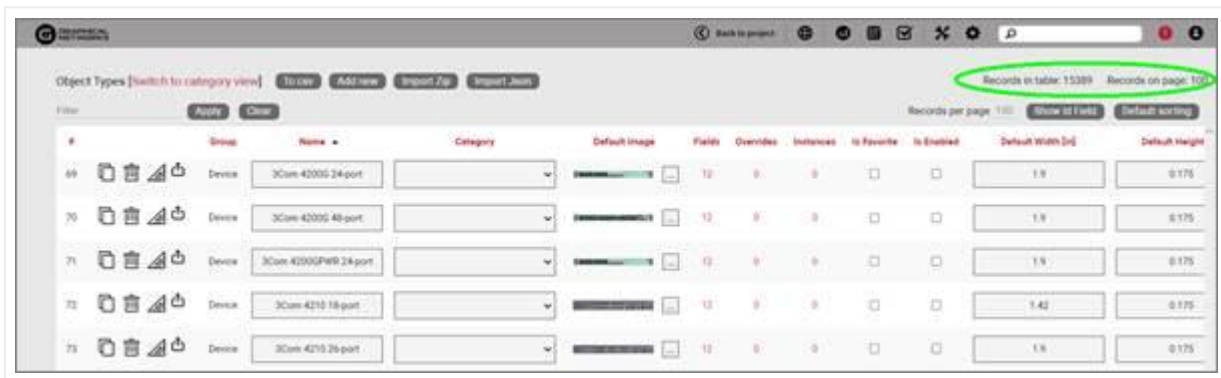 GRAPHICAL NETWORKS
Back to project
Object Types [Switch to category view] To csv Add new Import Zip Import Json
Records in table: 15389 Records on page: 100
Filter Apply Clear
Records per page 100 Show Id Field Default sorting
# Group Name Category Default Image Fields Overrides Instances Is Favorite Is Enabled Default Width [in] Default Height
69 Device 3Com 4200G 24-port ... 12 0 0 1.9 0.175
70 Device 3Com 4200G 48-port ... 12 0 0 1.9 0.175
71 Device 3Com 4200GPWR 24-port ... 12 0 0 1.9 0.175
72 Device 3Com 4210 18-port ... 12 0 0 1.42 0.175
73 Device 3Com 4210 26-port ... 12 0 0 1.9 0.175